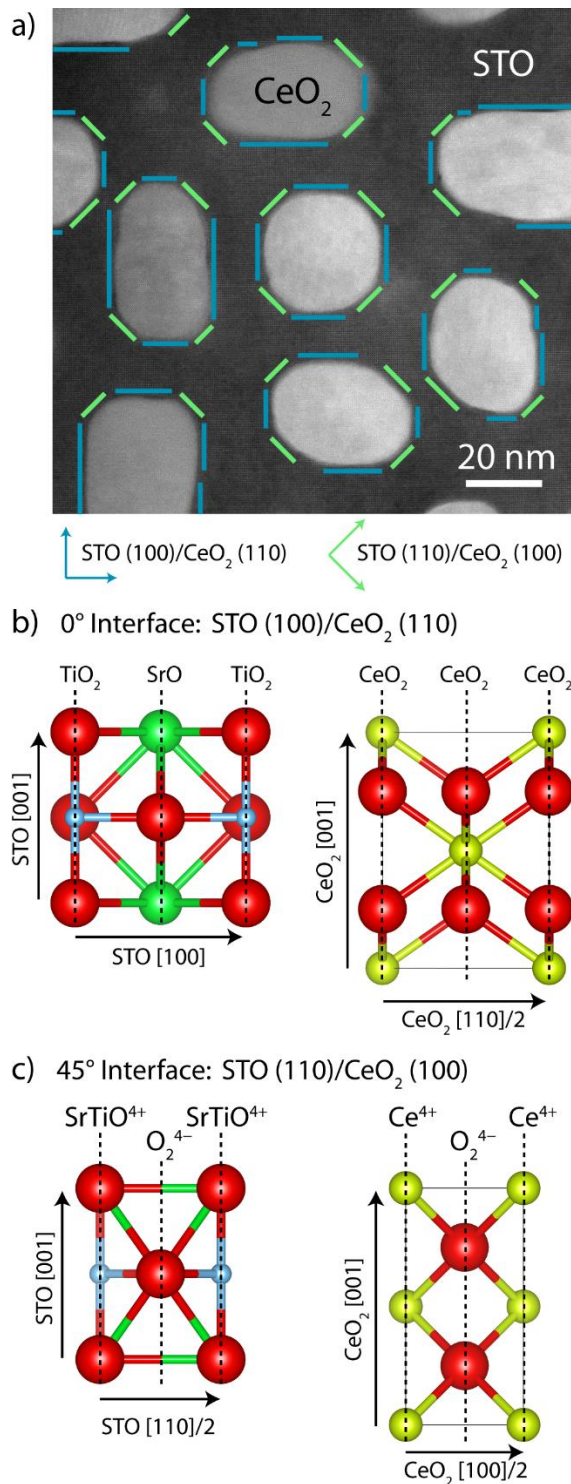 a)
STO
CeO₂
20 nm
STO (100)/CeO₂ (110)
STO (110)/CeO₂ (100)
b) 0° Interface: STO (100)/CeO₂ (110)
TiO₂ SrO TiO₂
CeO₂ CeO₂ CeO₂
STO [001]
STO [100]
CeO₂ [001]
CeO₂ [110]/2
c) 45° Interface: STO (110)/CeO₂ (100)
SrTiO⁴⁺ SrTiO⁴⁺
O₂⁴⁻
Ce⁴⁺ O₂⁴⁻ Ce⁴⁺
STO [001]
STO [110]/2
CeO₂ [001]
CeO₂ [100]/2